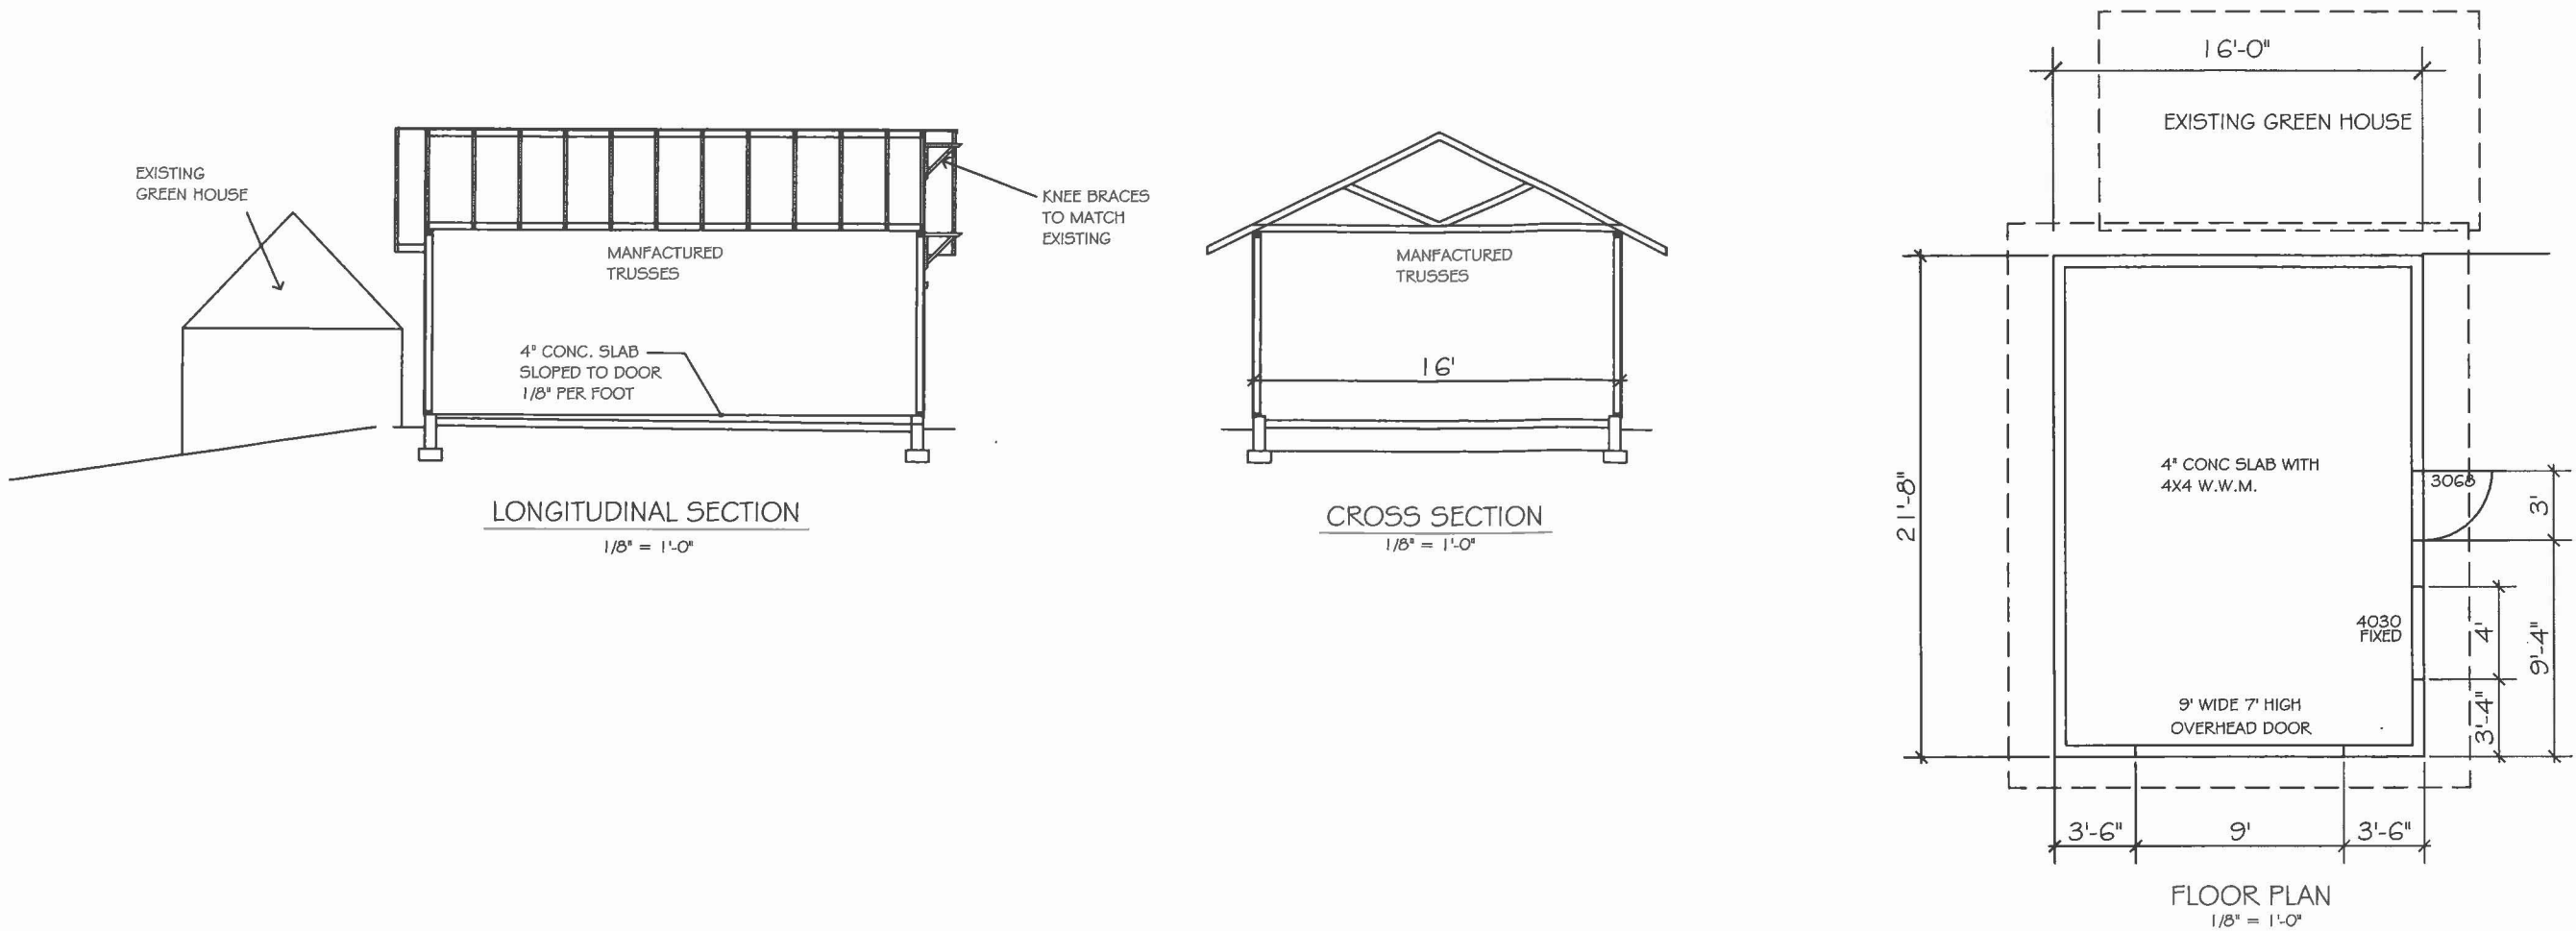 EXISTING
GREEN HOUSE
KNEE BRACES
TO MATCH
EXISTING
MANFACTURED
TRUSSES
4" CONC. SLAB
SLOPED TO DOOR
1/8" PER FOOT
LONGITUDINAL SECTION
1/8" = 1'-0"
MANFACTURED
TRUSSES
16'
CROSS SECTION
1/8" = 1'-0"
16'-0"
EXISTING GREEN HOUSE
21'-8"
4" CONC SLAB WITH
4X4 W.W.M.
3068
3'
4030
FIXED
4'
9'-4"
3'-4"
9' WIDE 7' HIGH
OVERHEAD DOOR
3'-6"
9'
3'-6"
FLOOR PLAN
1/8" = 1'-0"